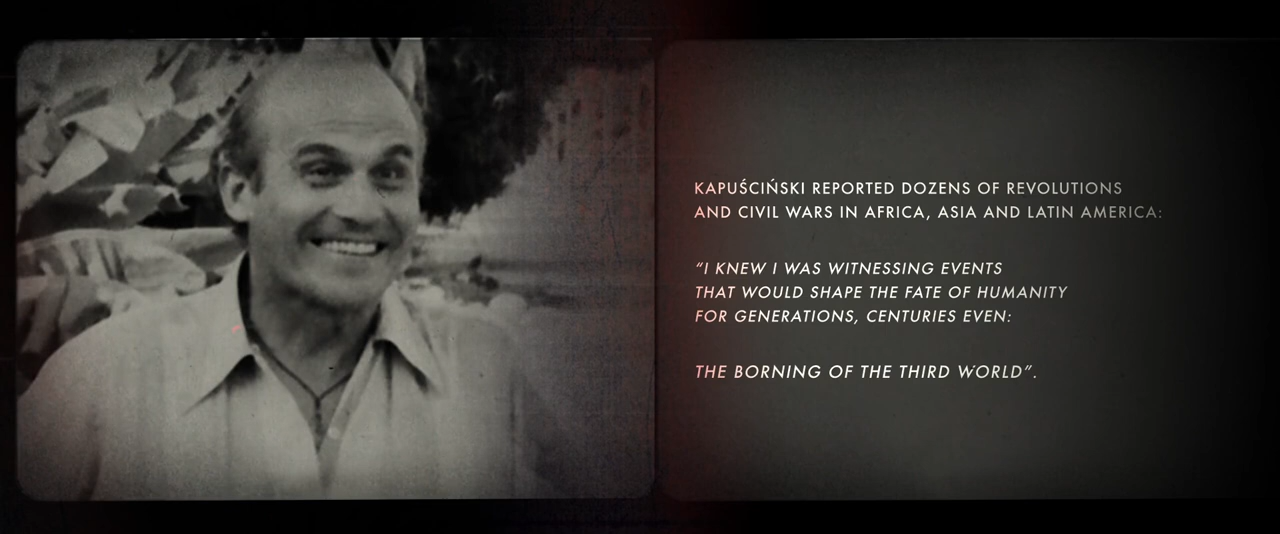 KAPUŚCIŃSKI REPORTED DOZENS OF REVOLUTIONS
AND CIVIL WARS IN AFRICA, ASIA AND LATIN AMERICA:
“I KNEW I WAS WITNESSING EVENTS
THAT WOULD SHAPE THE FATE OF HUMANITY
FOR GENERATIONS, CENTURIES EVEN:
THE BORNING OF THE THIRD WORLD”.